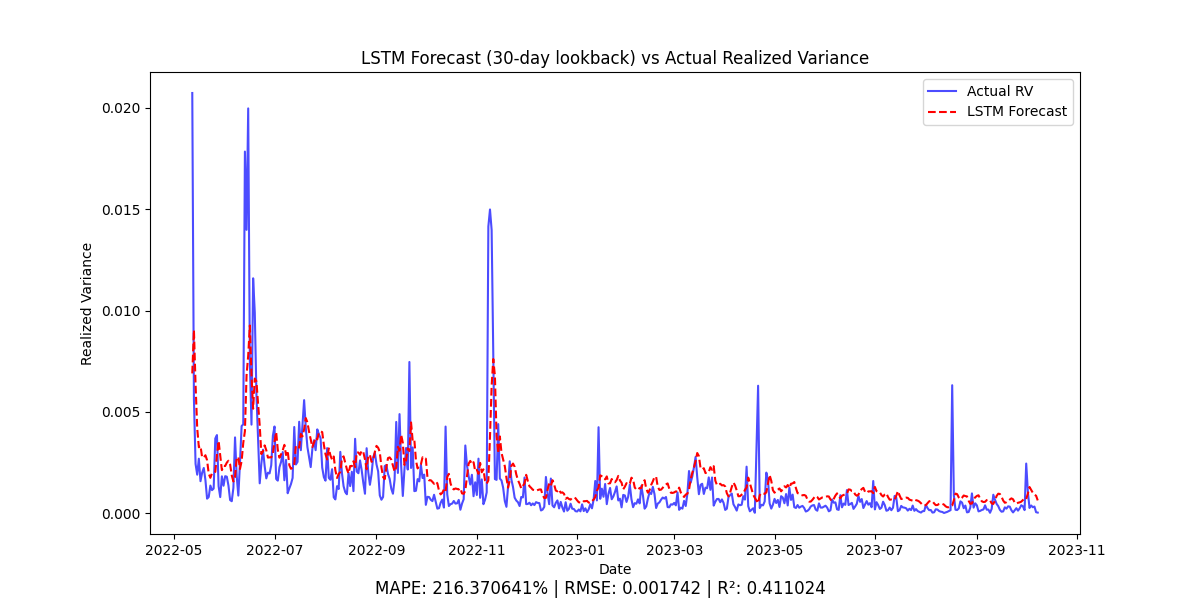 LSTM Forecast (30-day lookback) vs Actual Realized Variance
Actual RV
LSTM Forecast
Realized Variance
0.020
0.015
0.010
0.005
0.000
2022-05 2022-07 2022-09 2022-11 2023-01 2023-03 2023-05 2023-07 2023-09 2023-11
Date
MAPE: 216.370641% | RMSE: 0.001742 | R²: 0.411024